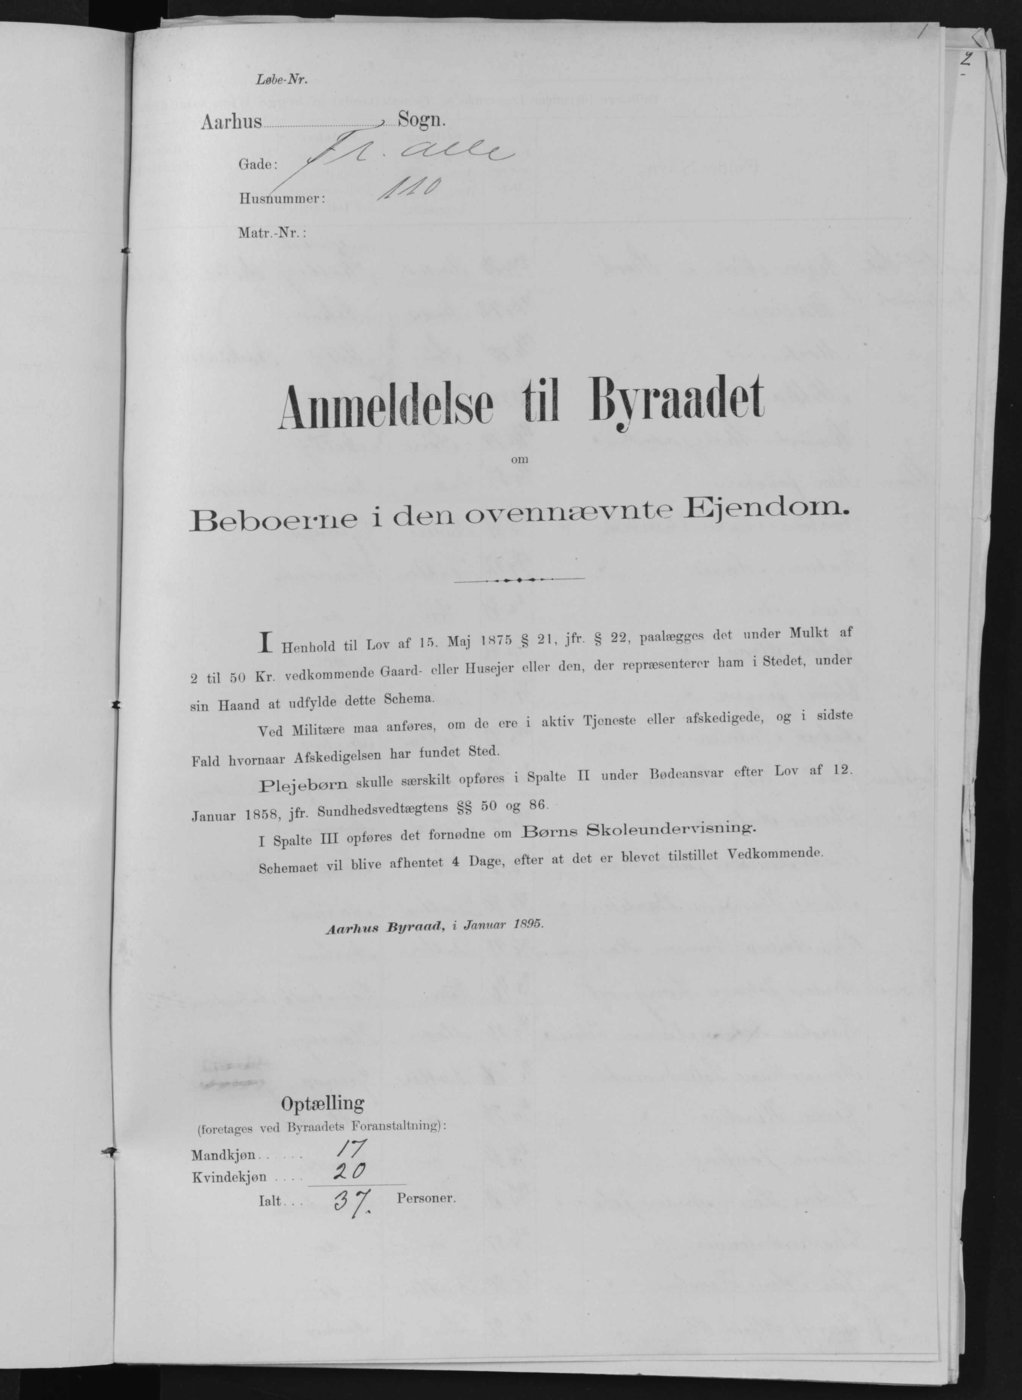 1
2
Løbe-Nr.
Aarhus Sogn.
Gade: Fr. alle
Husnummer: 110
Matr.-Nr.:
Anmeldelse til Byraadet
om
Beboerne i den ovennævnte Ejendom.
I Henhold til Lov af 15. Maj 1875 § 21, jfr. § 22, paalægges det under Mulkt af
2 til 50 Kr. vedkommende Gaard- eller Husejer eller den, der repræsenterer ham i Stedet, under
sin Haand at udfylde dette Schema.
Ved Militære maa anføres, om de ere i aktiv Tjeneste eller afskedigede, og i sidste
Fald hvornaar Afskedigelsen har fundet Sted.
Plejebørn skulle særskilt opføres i Spalte II under Bødeansvar efter Lov af 12.
Januar 1858, jfr. Sundhedsvedtægtens §§ 50 og 86.
I Spalte III opføres det fornødne om Børns Skoleundervisning.
Schemaet vil blive afhentet 4 Dage, efter at det er blevet tilstillet Vedkommende.
Aarhus Byraad, i Januar 1895.
Optælling
(foretages ved Byraadets Foranstaltning):
Mandkjøn...... 17
Kvindekjøn .... 20
Ialt... 37. Personer.